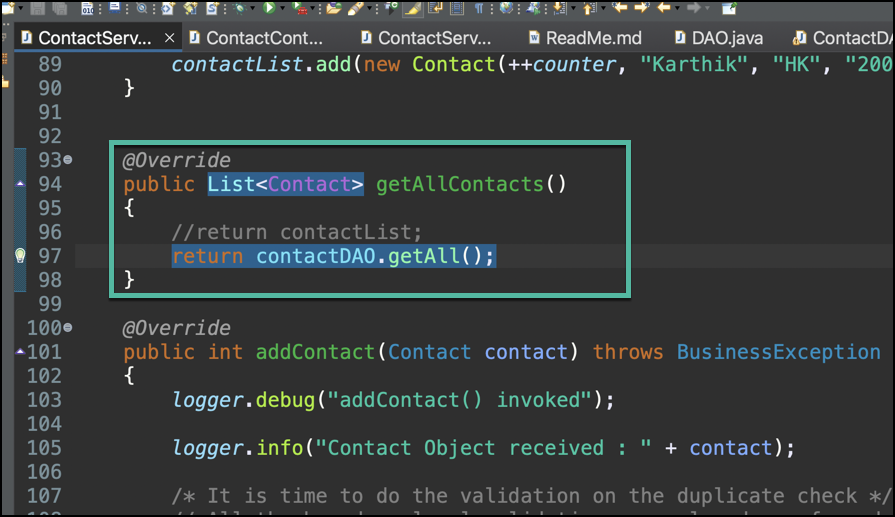 010
ContactServ... ContactCont... ContactServ... ReadMe.md DAO.java ContactDA
89 contactList.add(new Contact(++counter, "Karthik", "HK", "200
90 }
91
92
93 @Override
94 public List<Contact> getAllContacts()
95 {
96 //return contactList;
97 return contactDAO.getAll();
98 }
99
100 @Override
101 public int addContact(Contact contact) throws BusinessException
102 {
103 logger.debug("addContact() invoked");
104
105 logger.info("Contact Object received : " + contact);
106
107 /* It is time to do the validation on the duplicate check */